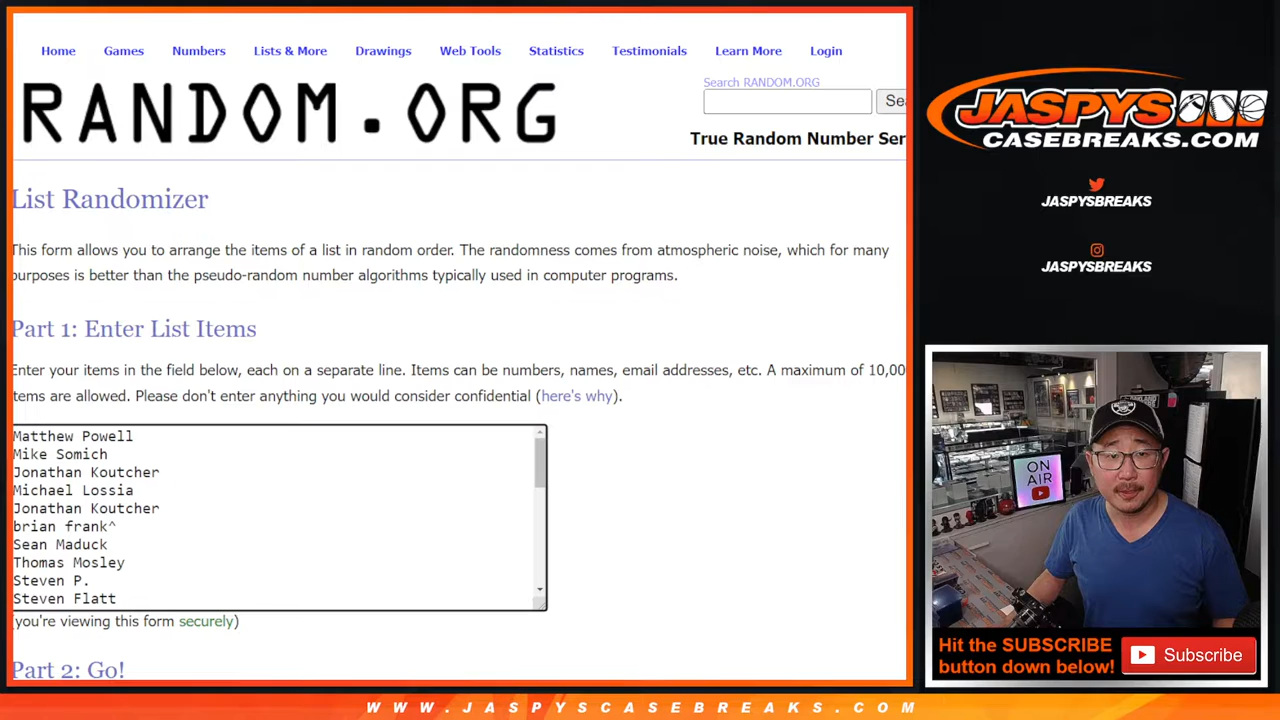 Home Games Numbers Lists & More Drawings Web Tools Statistics Testimonials Learn More Login
RANDOM.ORG
Search RANDOM.ORG
True Random Number Ser
List Randomizer
This form allows you to arrange the items of a list in random order. The randomness comes from atmospheric noise, which for many
purposes is better than the pseudo-random number algorithms typically used in computer programs.
Part 1: Enter List Items
Enter your items in the field below, each on a separate line. Items can be numbers, names, email addresses, etc. A maximum of 10,00
items are allowed. Please don't enter anything you would consider confidential (here's why).
Matthew Powell
Mike Somich
Jonathan Koutcher
Michael Lossia
Jonathan Koutcher
brian frank^
Sean Maduck
Thomas Mosley
Steven P.
Steven Flatt
(you're viewing this form securely)
Part 2: Go!
JASPYS
CASEBREAKS.COM
JASPYSBREAKS
JASPYSBREAKS
ON
AIR
Hit the SUBSCRIBE
button down below!
Subscribe
WWW.JASPYSCASEBREAKS.COM